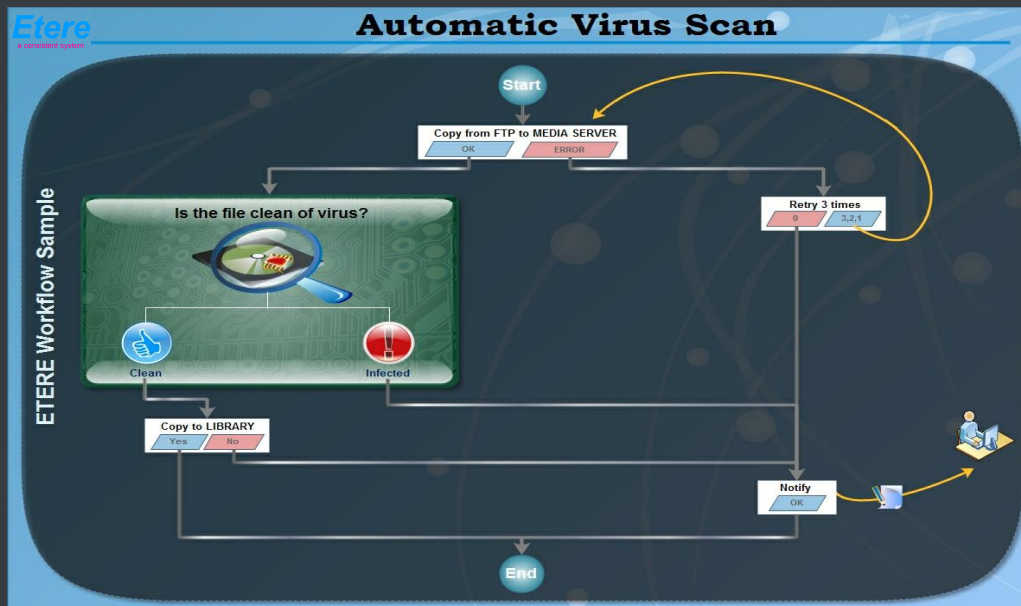 Etere
a consistent system
Automatic Virus Scan
ETERE Workflow Sample
Start
Copy from FTP to MEDIA SERVER
OK
ERROR
Is the file clean of virus?
Retry 3 times
0
3,2,1
Clean
Infected
Copy to LIBRARY
Yes
No
Notify
OK
End